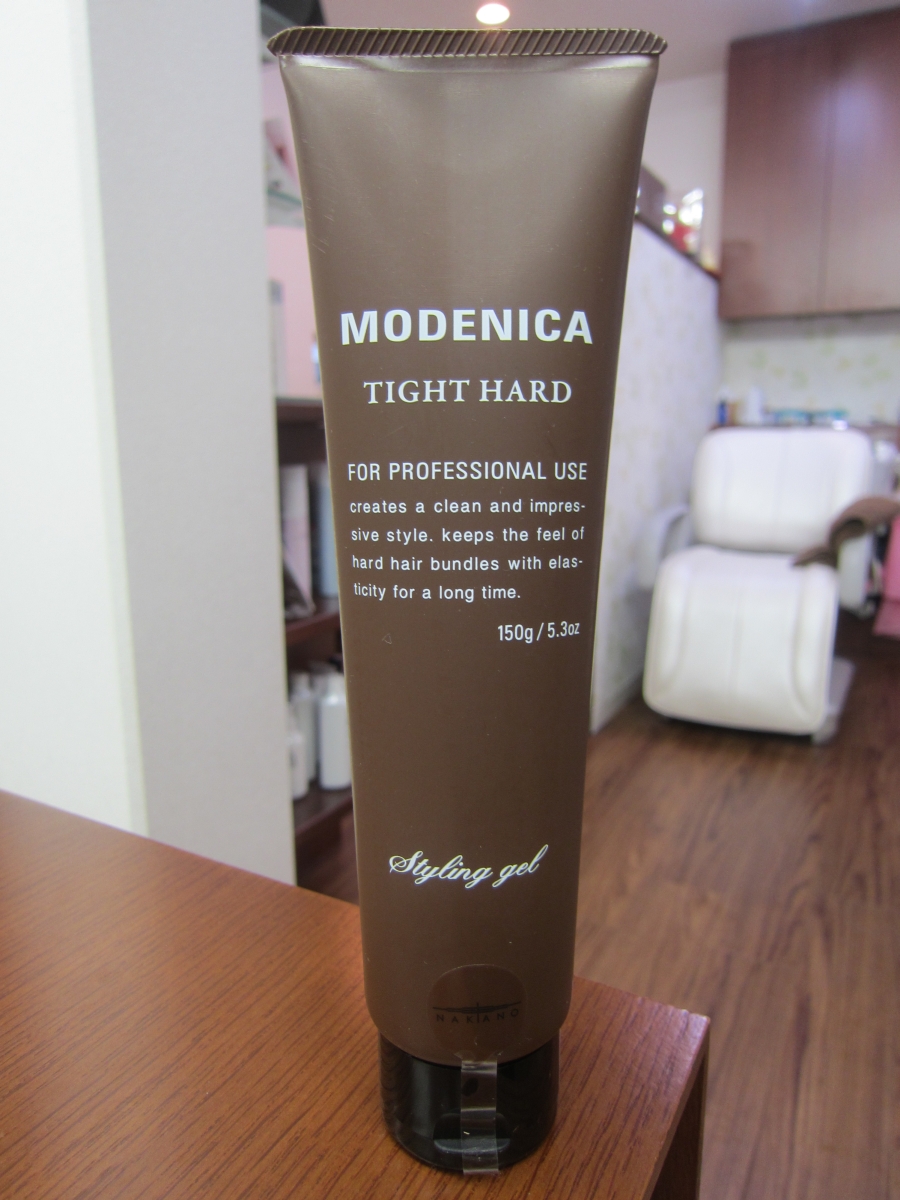 MODENICA
TIGHT HARD
FOR PROFESSIONAL USE
creates a clean and impres-
sive style. keeps the feel of
hard hair bundles with elas-
ticity for a long time.
150g / 5.3oz
Styling gel
NAKANO